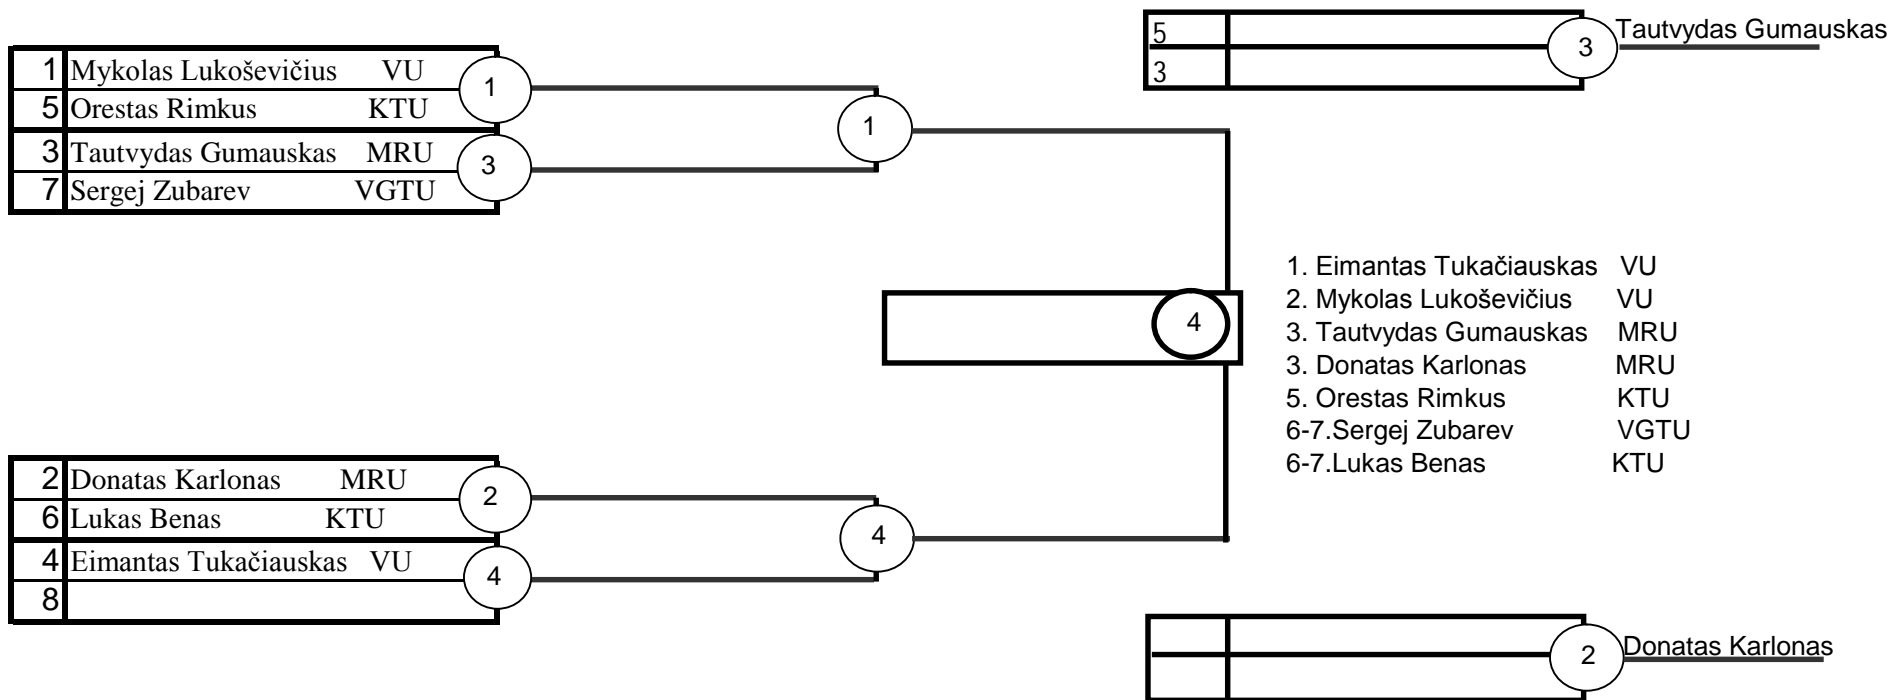 1 Mykolas Lukoševičius VU
5 Orestas Rimkus KTU
1
3 Tautvydas Gumauskas MRU
7 Sergej Zubarev VGTU
3
1
2 Donatas Karlonas MRU
6 Lukas Benas KTU
2
4 Eimantas Tukačiauskas VU
8
4
4
4
5
3
3 Tautvydas Gumauskas
1. Eimantas Tukačiauskas VU
2. Mykolas Lukoševičius VU
3. Tautvydas Gumauskas MRU
3. Donatas Karlonas MRU
5. Orestas Rimkus KTU
6-7.Sergej Zubarev VGTU
6-7.Lukas Benas KTU
2 Donatas Karlonas